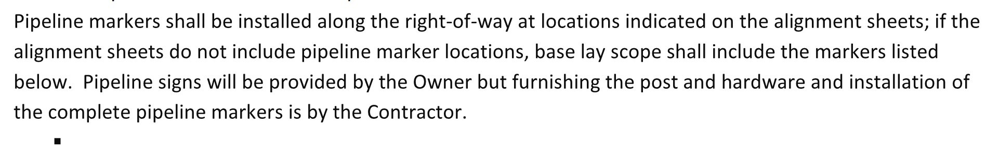 Pipeline markers shall be installed along the right-of-way at locations indicated on the alignment sheets; if the
alignment sheets do not include pipeline marker locations, base lay scope shall include the markers listed
below.  Pipeline signs will be provided by the Owner but furnishing the post and hardware and installation of
the complete pipeline markers is by the Contractor.
▪